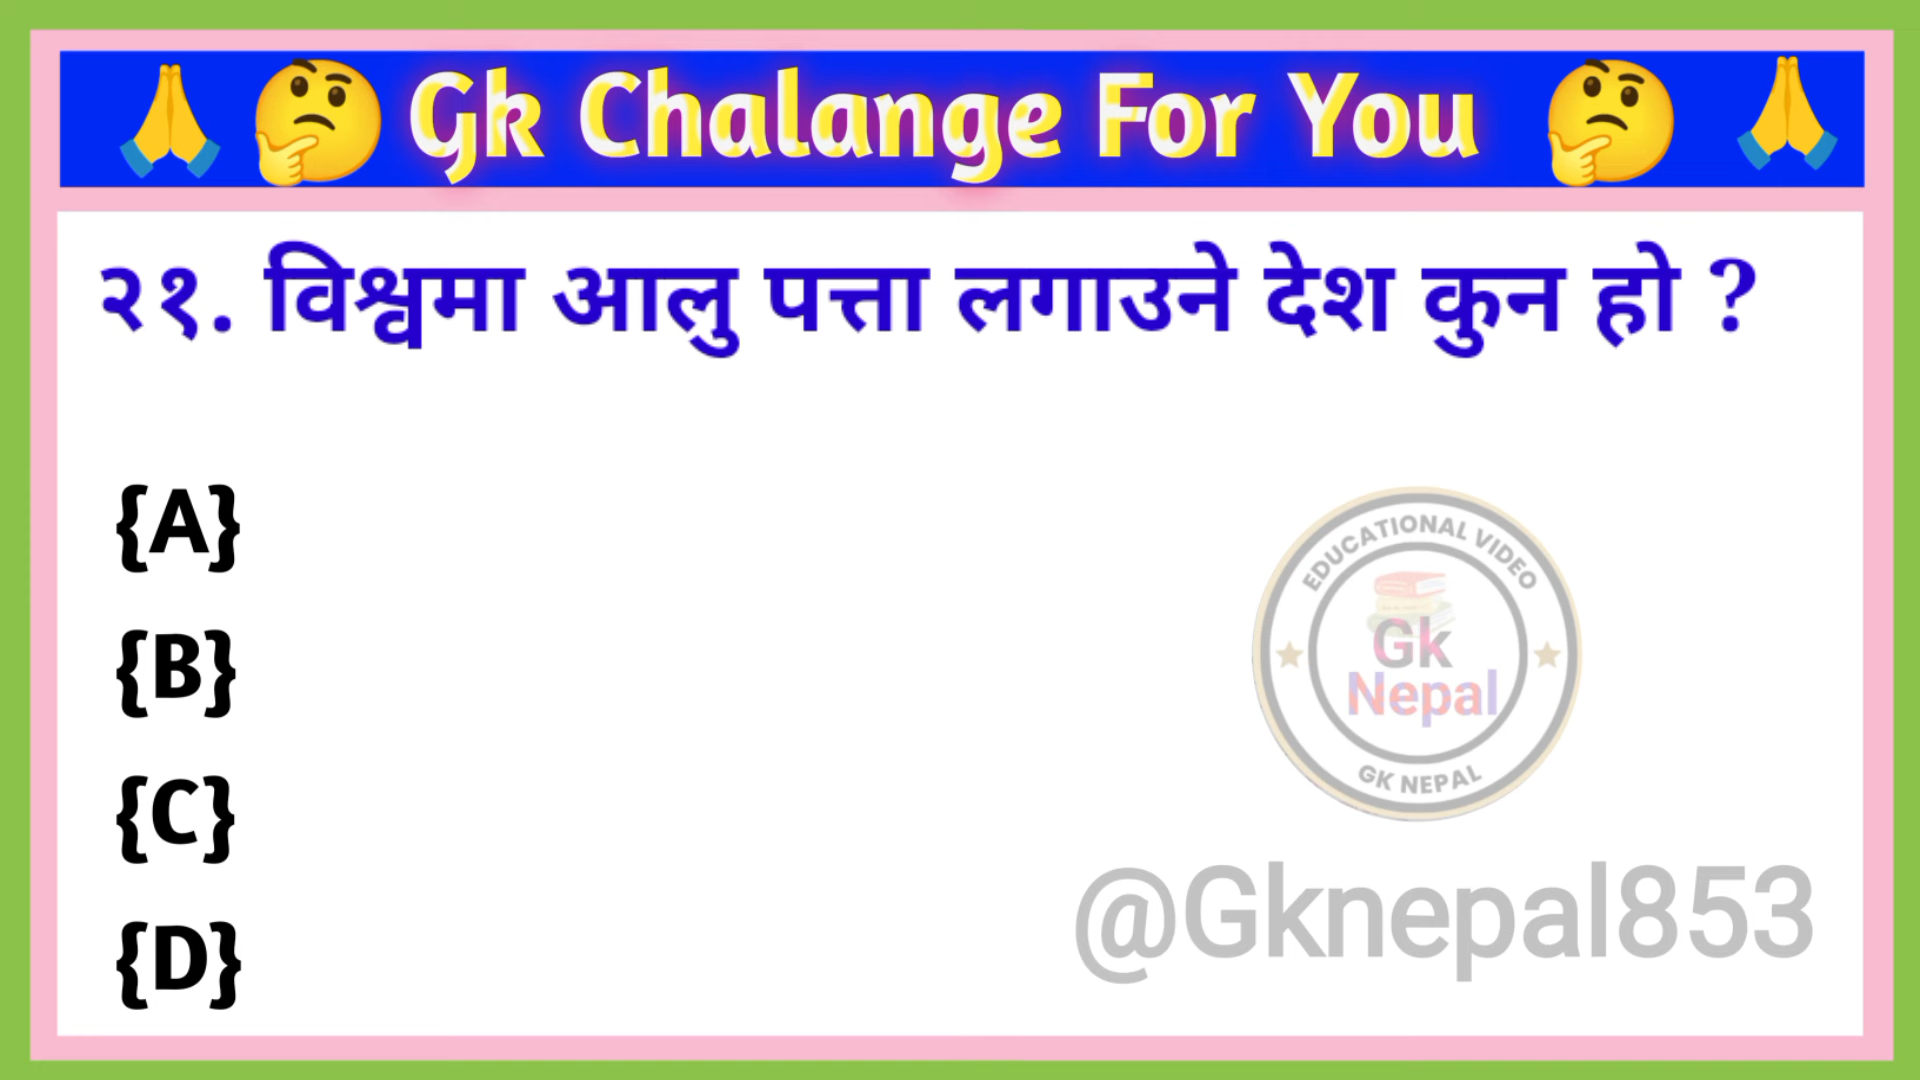 Gk Chalange For You
२१. विश्वमा आलु पत्ता लगाउने देश कुन हो ?
{A}
{B}
{C}
{D}
EDUCATIONAL VIDEO
Gk
Nepal
GK NEPAL
@Gknepal853